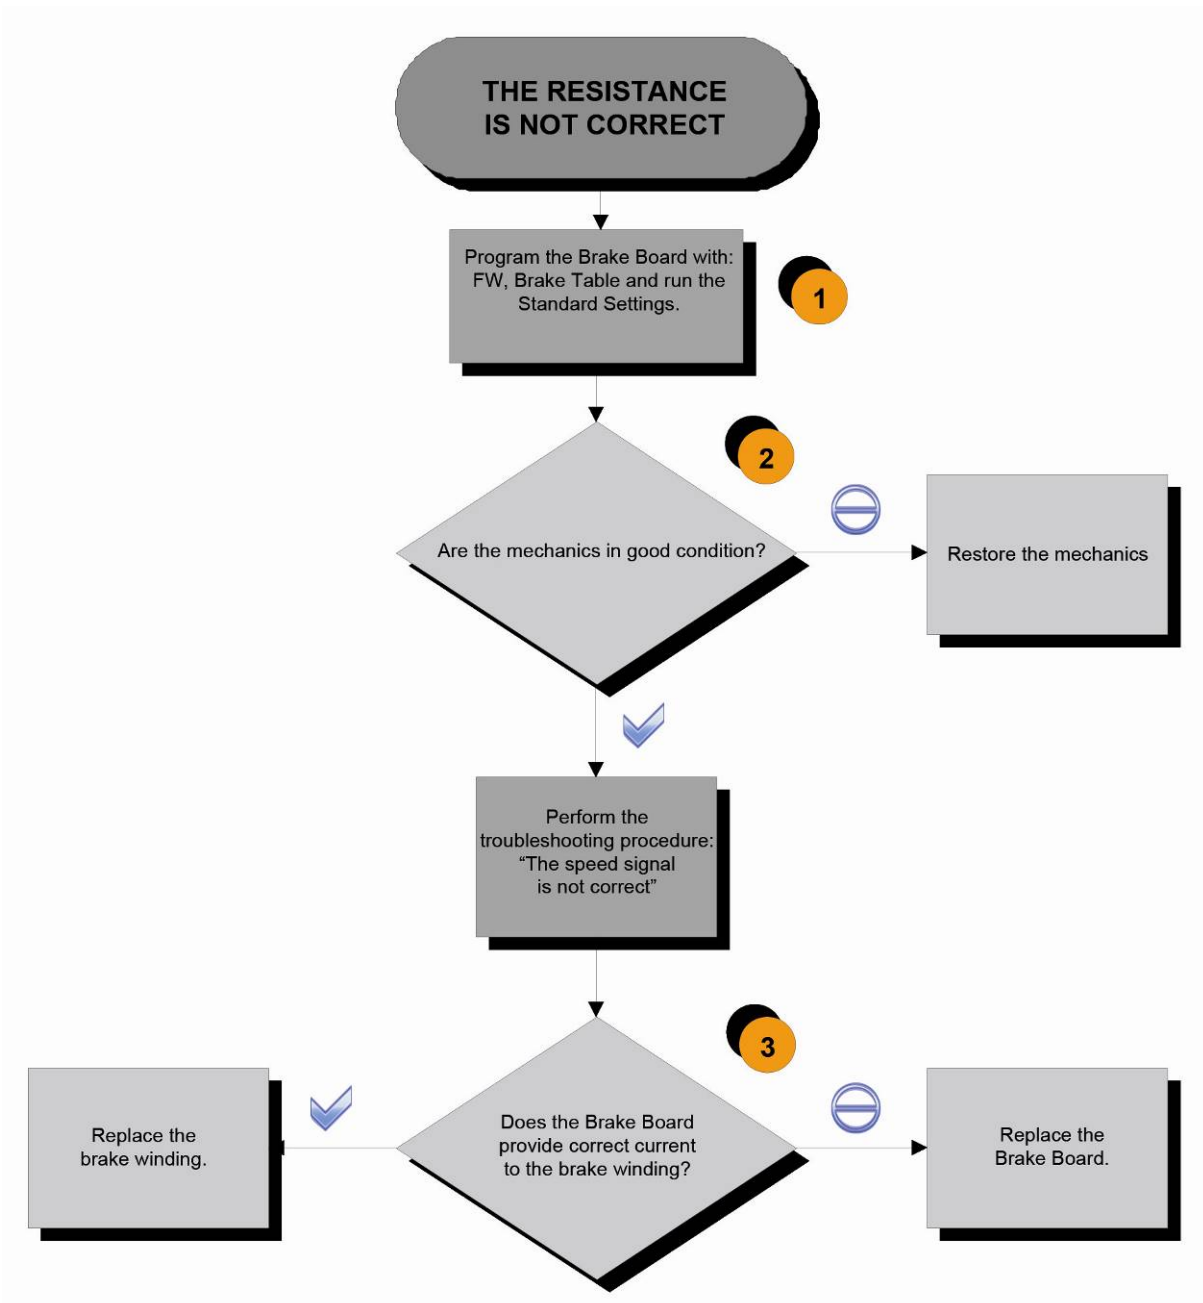 THE RESISTANCE
IS NOT CORRECT
Program the Brake Board with:
FW, Brake Table and run the
Standard Settings.
1
2
Are the mechanics in good condition?
Restore the mechanics
Perform the
troubleshooting procedure:
“The speed signal
is not correct”
3
Replace the
brake winding.
Does the Brake Board
provide correct current
to the brake winding?
Replace the
Brake Board.